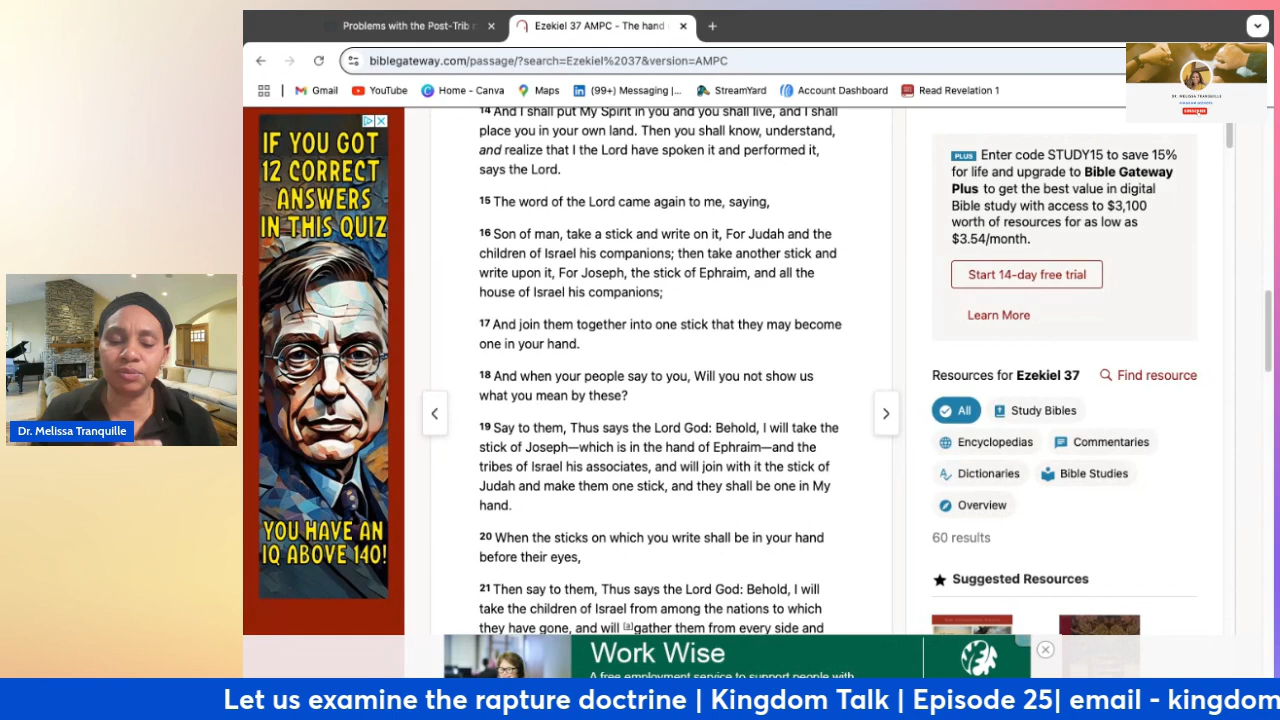 Problems with the Post-Trib r
Ezekiel 37 AMPC - The hand
biblegateway.com/passage/?search=Ezekiel%2037&version=AMPC
Gmail
YouTube
Home - Canva
Maps
(99+) Messaging |...
StreamYard
Account Dashboard
Read Revelation 1
DR. MELISSA TRANQUILLE
SUBSCRIBE
IF YOU GOT
12 CORRECT
ANSWERS
IN THIS QUIZ
YOU HAVE AN
IQ ABOVE 140!
14 And I shall put My Spirit in you and you shall live, and I shall
place you in your own land. Then you shall know, understand,
and realize that I the Lord have spoken it and performed it,
says the Lord.
15 The word of the Lord came again to me, saying,
16 Son of man, take a stick and write on it, For Judah and the
children of Israel his companions; then take another stick and
write upon it, For Joseph, the stick of Ephraim, and all the
house of Israel his companions;
17 And join them together into one stick that they may become
one in your hand.
18 And when your people say to you, Will you not show us
what you mean by these?
19 Say to them, Thus says the Lord God: Behold, I will take the
stick of Joseph—which is in the hand of Ephraim—and the
tribes of Israel his associates, and will join with it the stick of
Judah and make them one stick, and they shall be one in My
hand.
20 When the sticks on which you write shall be in your hand
before their eyes,
21 Then say to them, Thus says the Lord God: Behold, I will
take the children of Israel from among the nations to which
they have gone, and will [a]gather them from every side and
PLUS Enter code STUDY15 to save 15%
for life and upgrade to Bible Gateway
Plus to get the best value in digital
Bible study with access to $3,100
worth of resources for as low as
$3.54/month.
Start 14-day free trial
Learn More
Resources for Ezekiel 37
Find resource
All
Study Bibles
Encyclopedias
Commentaries
Dictionaries
Bible Studies
Overview
60 results
Suggested Resources
Dr. Melissa Tranquille
Work Wise
A free employment service to support people with
Let us examine the rapture doctrine | Kingdom Talk | Episode 25| email - kingdom